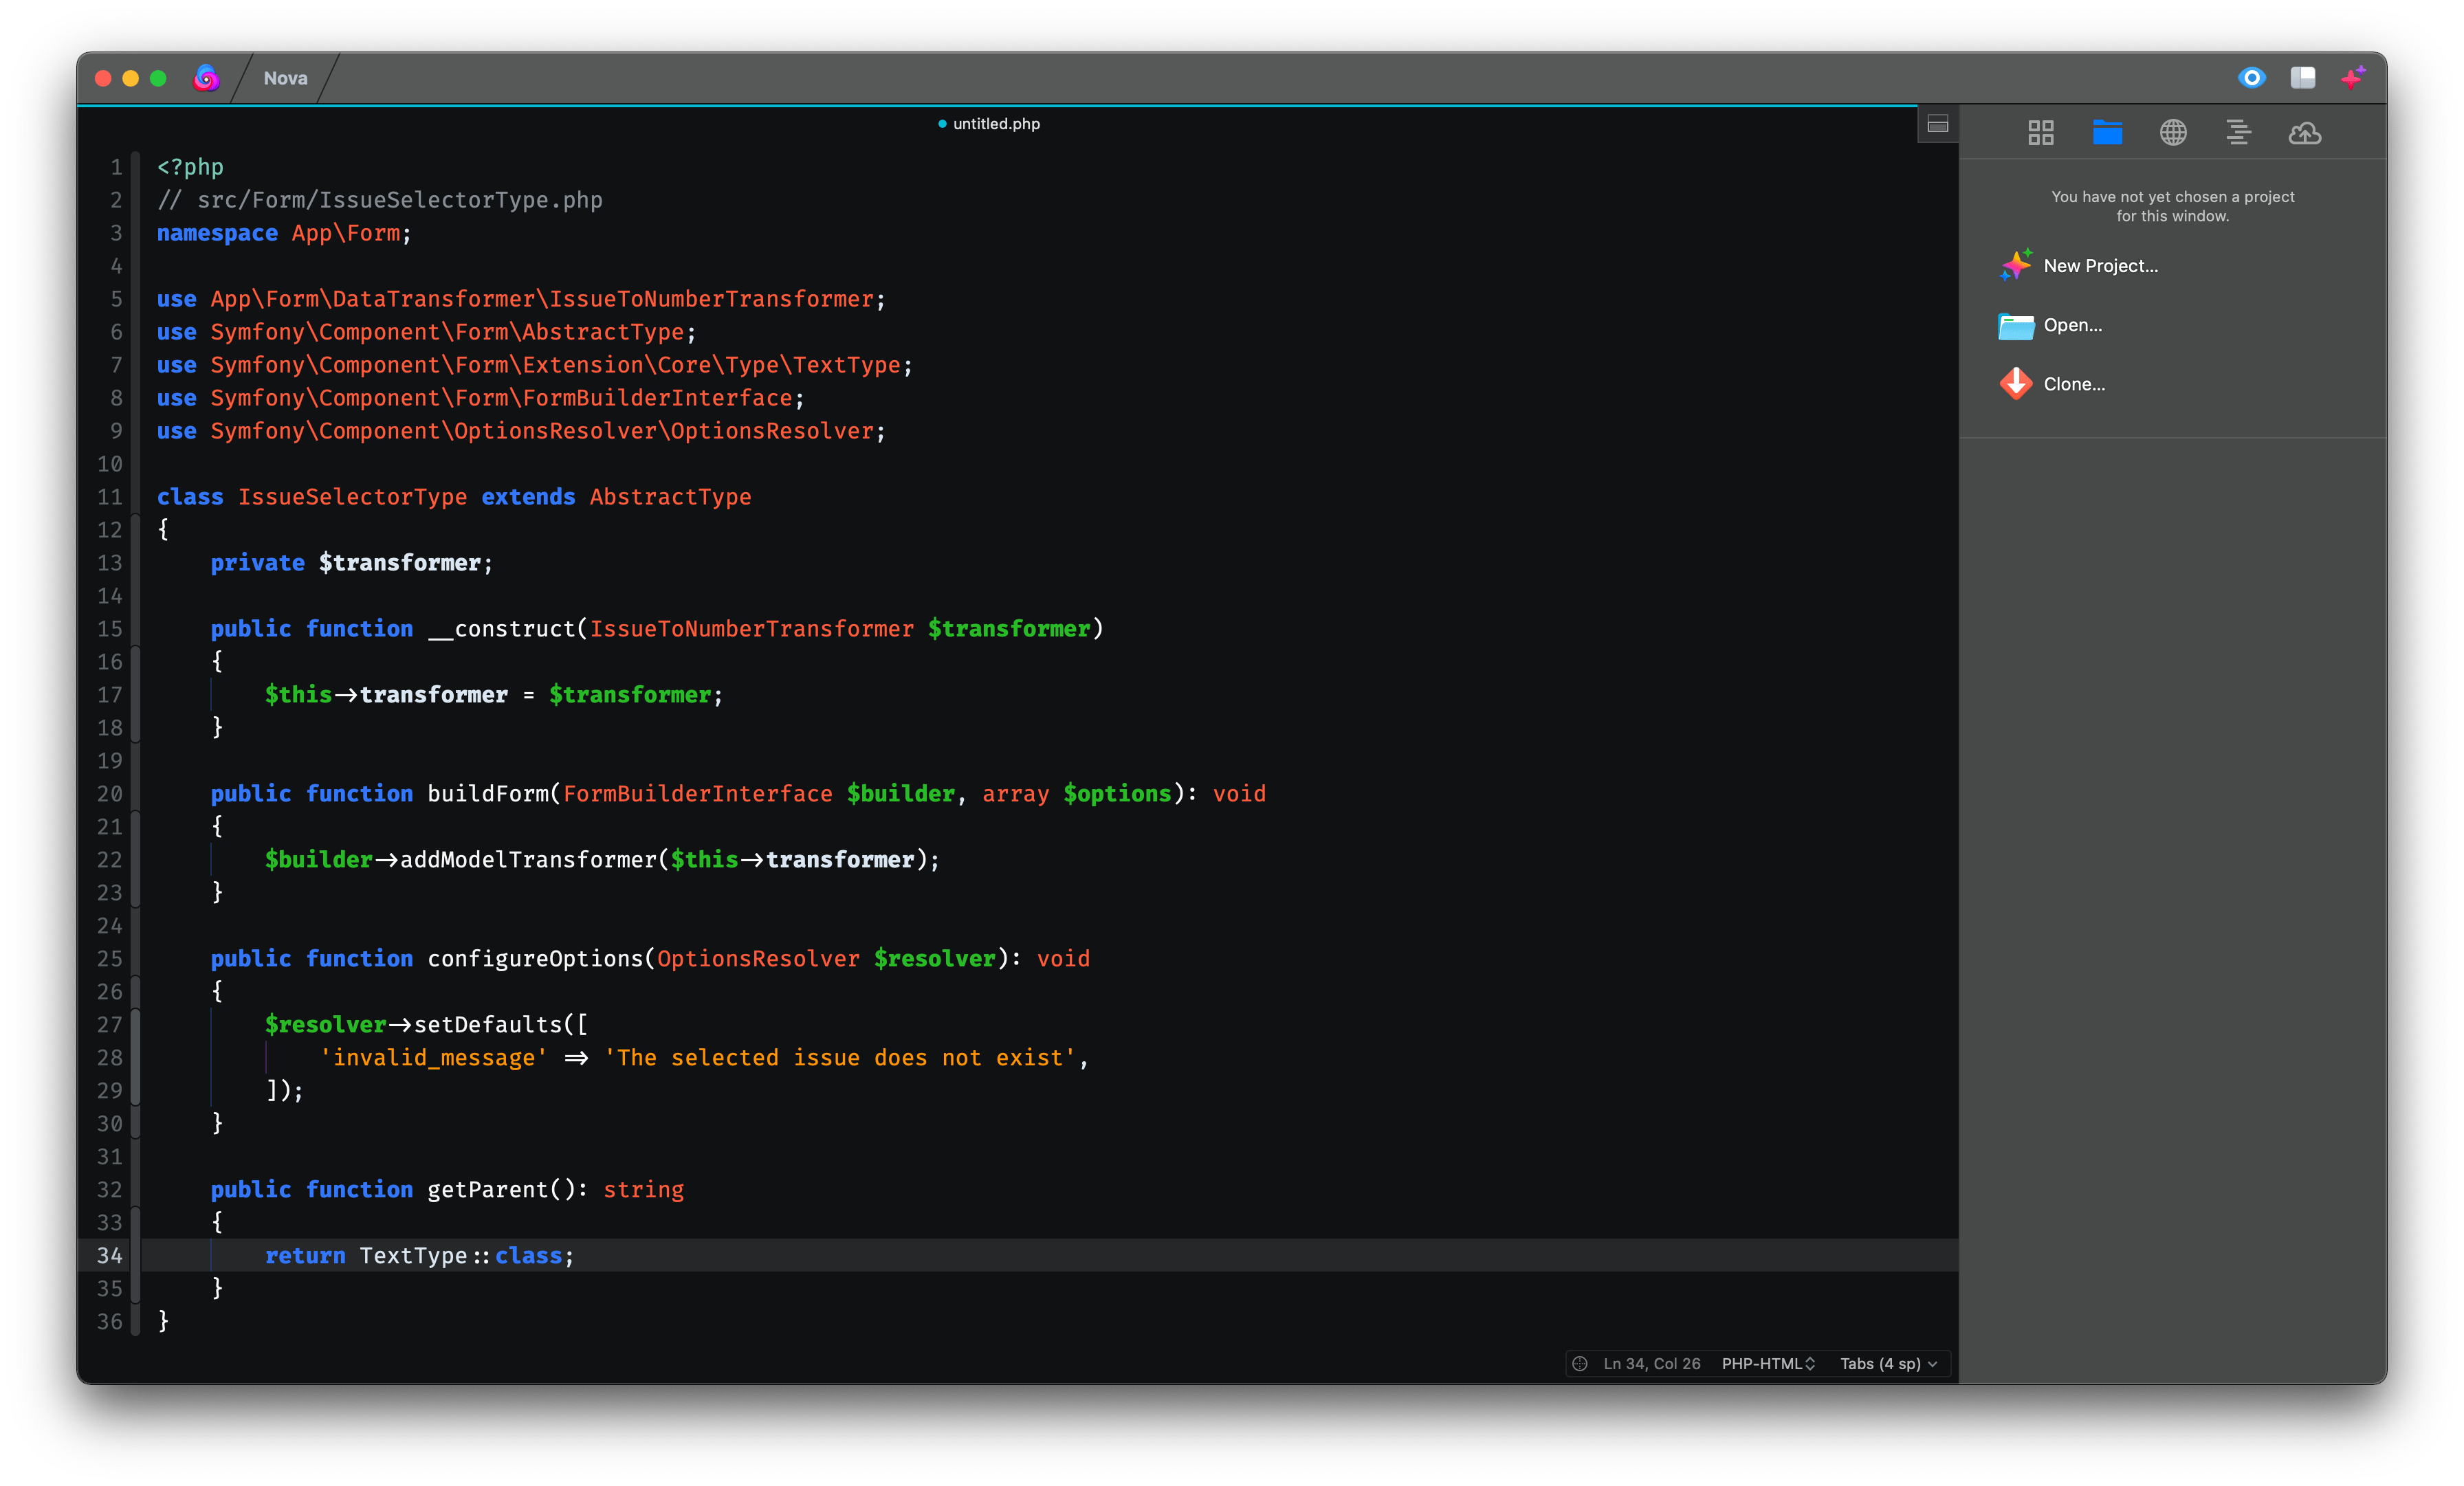 Nova
untitled.php
1 <?php
2 // src/Form/IssueSelectorType.php
3 namespace App\Form;
4
5 use App\Form\DataTransformer\IssueToNumberTransformer;
6 use Symfony\Component\Form\AbstractType;
7 use Symfony\Component\Form\Extension\Core\Type\TextType;
8 use Symfony\Component\Form\FormBuilderInterface;
9 use Symfony\Component\OptionsResolver\OptionsResolver;
10
11 class IssueSelectorType extends AbstractType
12 {
13     private $transformer;
14
15     public function __construct(IssueToNumberTransformer $transformer)
16     {
17         $this->transformer = $transformer;
18     }
19
20     public function buildForm(FormBuilderInterface $builder, array $options): void
21     {
22         $builder->addModelTransformer($this->transformer);
23     }
24
25     public function configureOptions(OptionsResolver $resolver): void
26     {
27         $resolver->setDefaults([
28             'invalid_message' => 'The selected issue does not exist',
29         ]);
30     }
31
32     public function getParent(): string
33     {
34         return TextType::class;
35     }
36 }
Ln 34, Col 26 PHP-HTML Tabs (4 sp)
You have not yet chosen a project
for this window.
New Project...
Open...
Clone...